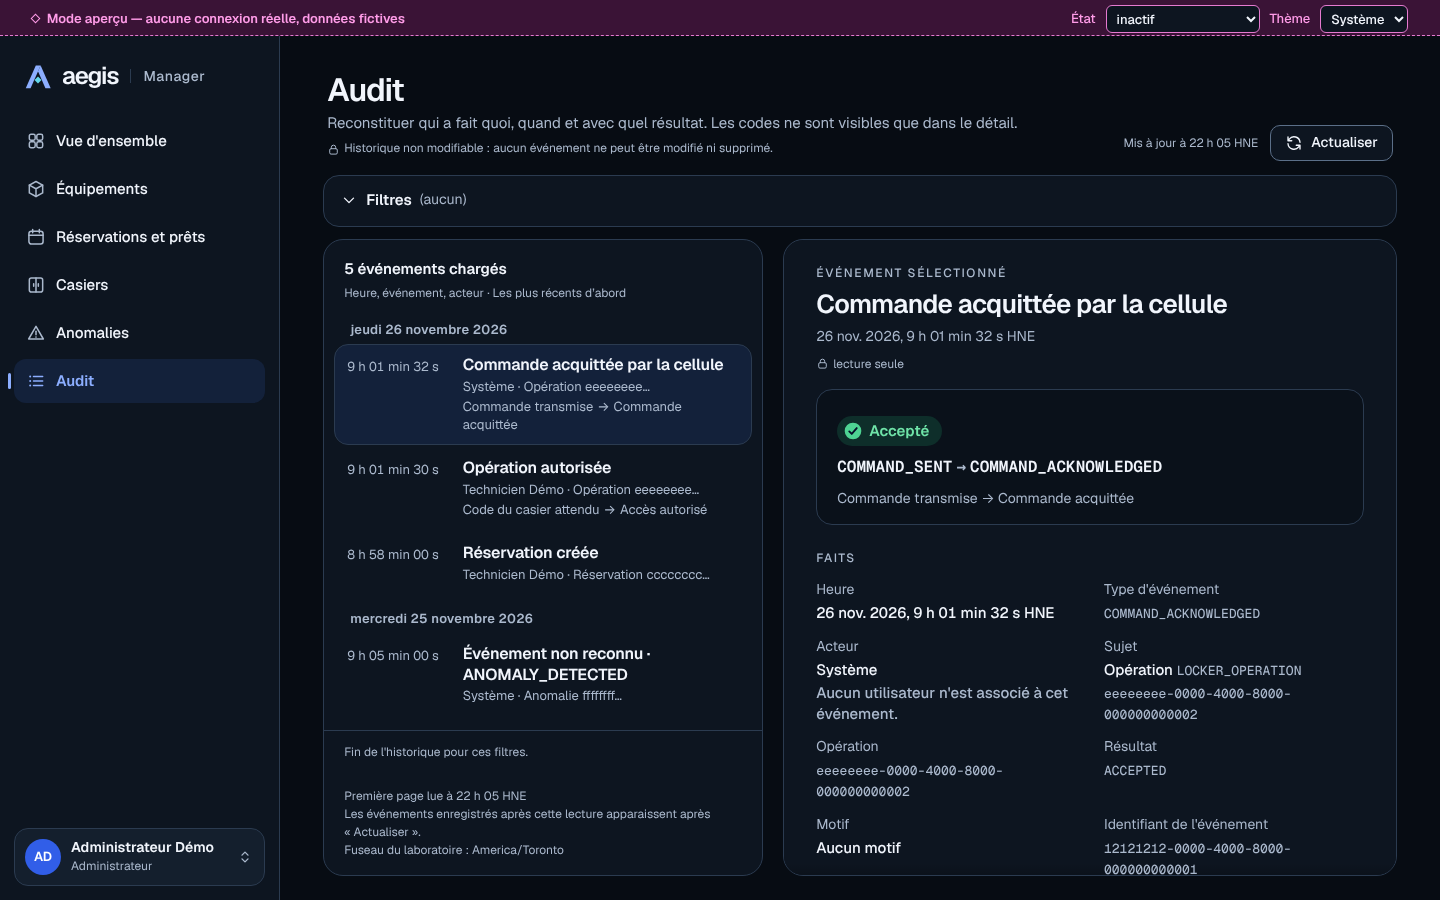 Mode aperçu — aucune connexion réelle, données fictives
État inactif Thème Système
aegis Manager
Vue d'ensemble
Équipements
Réservations et prêts
Casiers
Anomalies
Audit
AD Administrateur Démo
Administrateur
Audit
Reconstituer qui a fait quoi, quand et avec quel résultat. Les codes ne sont visibles que dans le détail.
Historique non modifiable : aucun événement ne peut être modifié ni supprimé.
Mis à jour à 22 h 05 HNE
Actualiser
Filtres (aucun)
5 événements chargés
Heure, événement, acteur · Les plus récents d'abord
jeudi 26 novembre 2026
9 h 01 min 32 s Commande acquittée par la cellule
Système · Opération eeeeeeee…
Commande transmise → Commande
acquittée
9 h 01 min 30 s Opération autorisée
Technicien Démo · Opération eeeeeeee…
Code du casier attendu → Accès autorisé
8 h 58 min 00 s Réservation créée
Technicien Démo · Réservation cccccccc…
mercredi 25 novembre 2026
9 h 05 min 00 s Événement non reconnu ·
ANOMALY_DETECTED
Système · Anomalie ffffffff…
Fin de l'historique pour ces filtres.
Première page lue à 22 h 05 HNE
Les événements enregistrés après cette lecture apparaissent après
« Actualiser ».
Fuseau du laboratoire : America/Toronto
ÉVÉNEMENT SÉLECTIONNÉ
Commande acquittée par la cellule
26 nov. 2026, 9 h 01 min 32 s HNE
lecture seule
Accepté
COMMAND_SENT → COMMAND_ACKNOWLEDGED
Commande transmise → Commande acquittée
FAITS
Heure
26 nov. 2026, 9 h 01 min 32 s HNE
Type d'événement
COMMAND_ACKNOWLEDGED
Acteur
Système
Aucun utilisateur n'est associé à cet
événement.
Sujet
Opération LOCKER_OPERATION
eeeeeeee-0000-4000-8000-
000000000002
Opération
eeeeeeee-0000-4000-8000-
000000000002
Résultat
ACCEPTED
Motif
Aucun motif
Identifiant de l'événement
12121212-0000-4000-8000-
000000000001